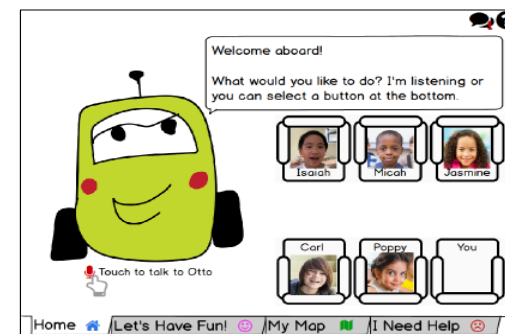 Welcome aboard!
What would you like to do? I'm listening or
you can select a button at the bottom.
Isaiah
Micah
Jasmine
Carl
Poppy
You
Touch to talk to Otto
Home
Let's Have Fun!
My Map
I Need Help